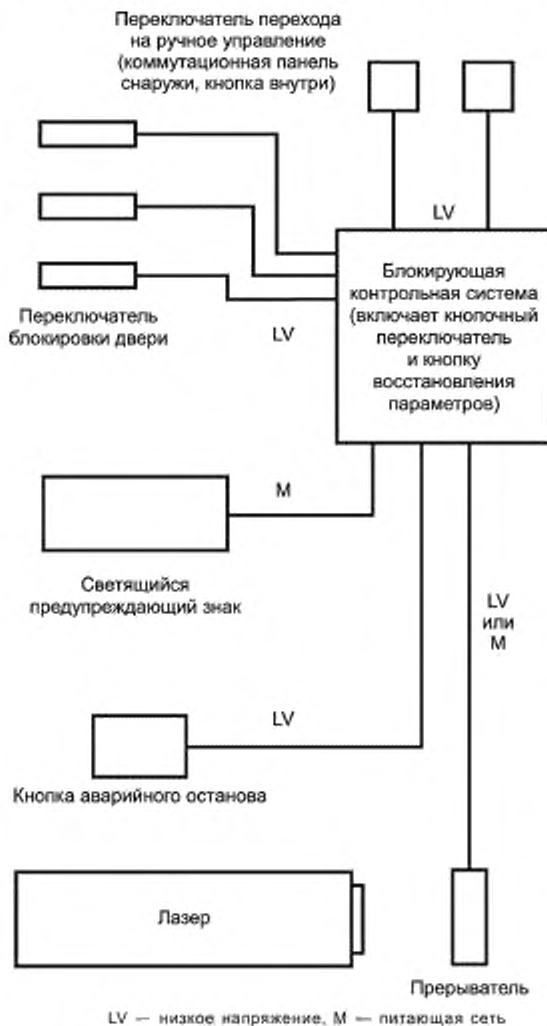 Переключатель перехода
на ручное управление
(коммутационная панель
снаружи, кнопка внутри)
LV
Блокирующая
контрольная система
(включает кнопочный
переключатель
и кнопку
восстановления
параметров)
Переключатель
блокировки двери
LV
M
Светящийся
предупреждающий знак
LV
или
M
LV
Кнопка аварийного останова
Лазер
Прерыватель
LV — низкое напряжение, M — питающая сеть